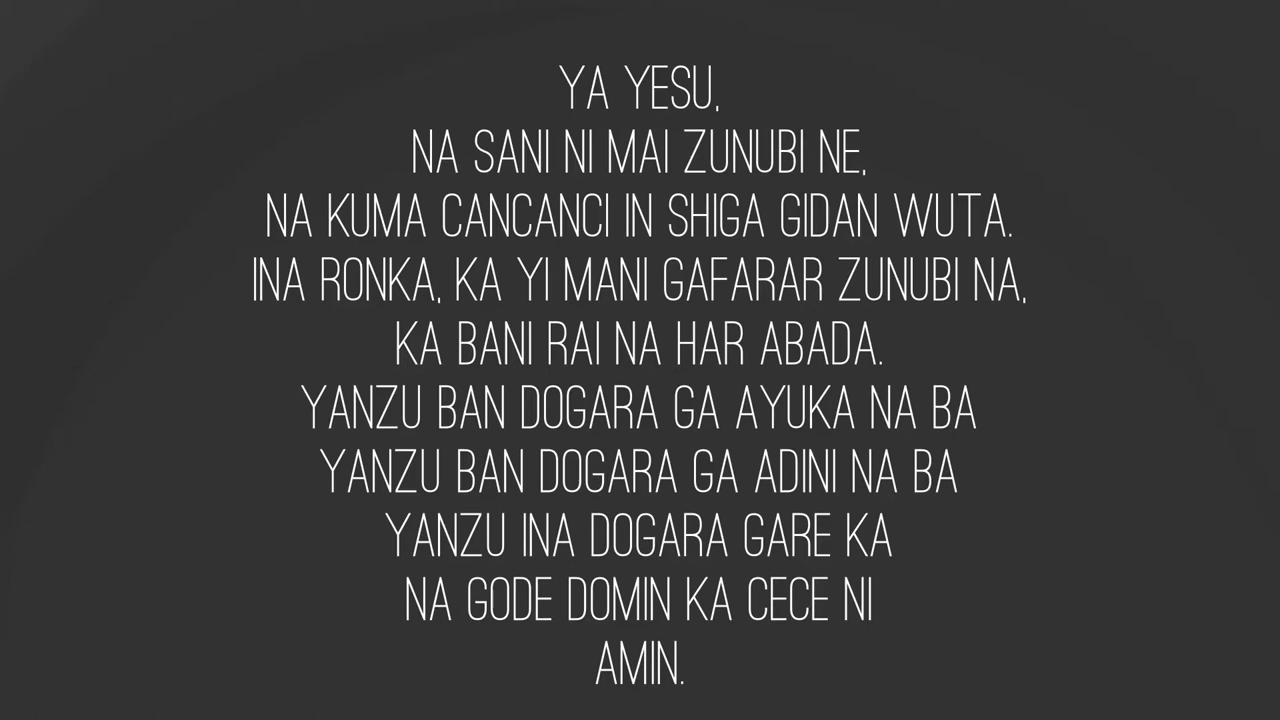 YA YESU,
NA SANI NI MAI ZUNUBI NE,
NA KUMA CANCANCI IN SHIGA GIDAN WUTA.
INA RONKA, KA YI MANI GAFARAR ZUNUBI NA,
KA BANI RAI NA HAR ABADA.
YANZU BAN DOGARA GA AYUKA NA BA
YANZU BAN DOGARA GA ADINI NA BA
YANZU INA DOGARA GARE KA
NA GODE DOMIN KA CECE NI
AMIN.